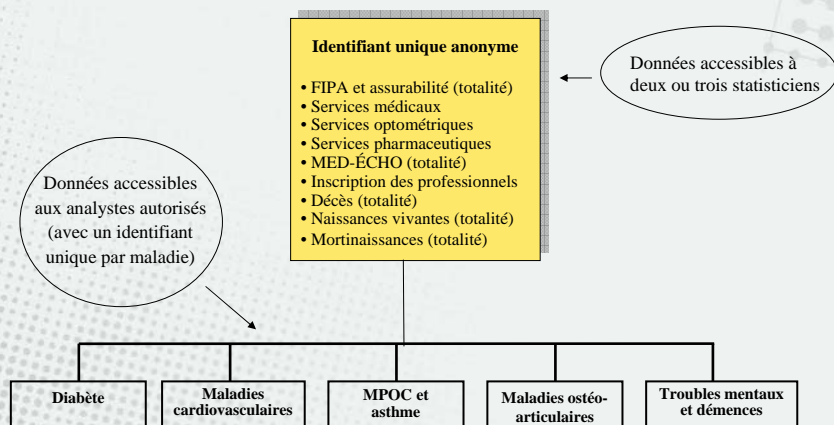 Identifiant unique anonyme
• FIPA et assurabilité (totalité)
• Services médicaux
• Services optométriques
• Services pharmaceutiques
• MED-ÉCHO (totalité)
• Inscription des professionnels
• Décès (totalité)
• Naissances vivantes (totalité)
• Mortinaissances (totalité)
Données accessibles à
deux ou trois statisticiens
Données accessibles
aux analystes autorisés
(avec un identifiant
unique par maladie)
Diabète
Maladies
cardiovasculaires
MPOC et
asthme
Maladies ostéo-
articulaires
Troubles mentaux
et démences